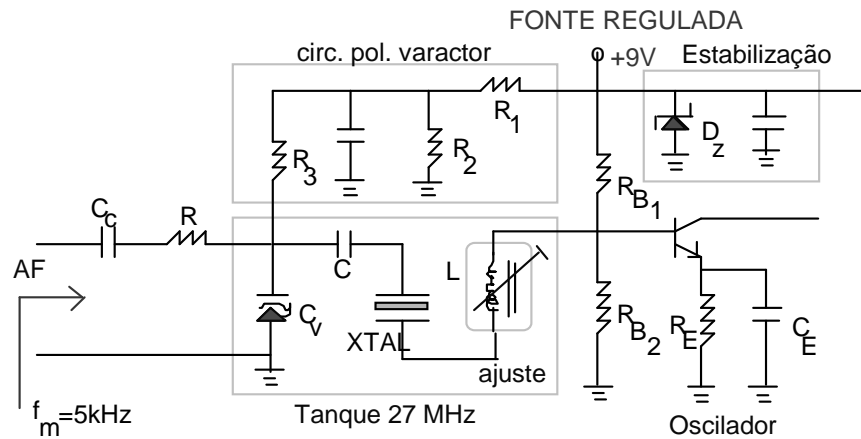 FONTE REGULADA
circ. pol. varactor
+9V
Estabilização
R1
Dz
R3
R2
RB1
Cc
R
AF
C
L
Cv
XTAL
RB2
RE
CE
ajuste
fm=5kHz
Tanque 27 MHz
Oscilador